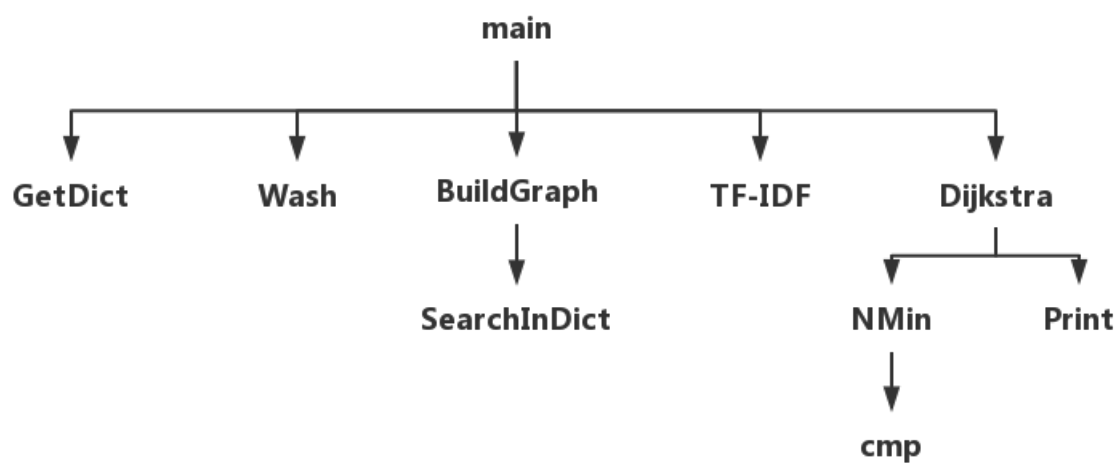 main
GetDict
Wash
BuildGraph
TF-IDF
Dijkstra
SearchInDict
NMin
Print
cmp